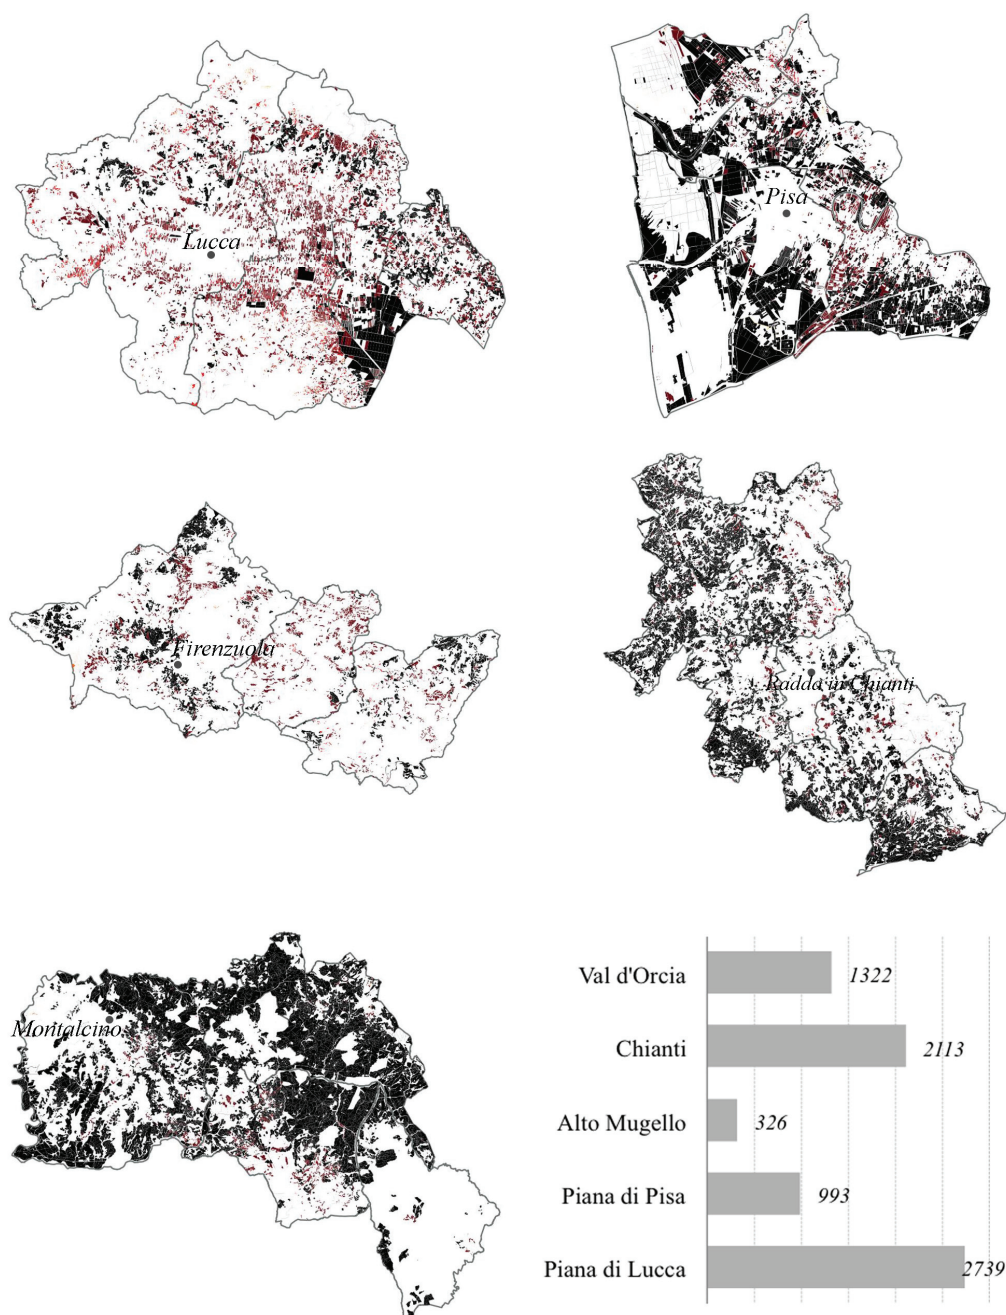 Lucca
Pisa
Firenzuola
Radda in Chianti
Montalcino
Val d'Orcia 1322
Chianti 2113
Alto Mugello 326
Piana di Pisa 993
Piana di Lucca 2739